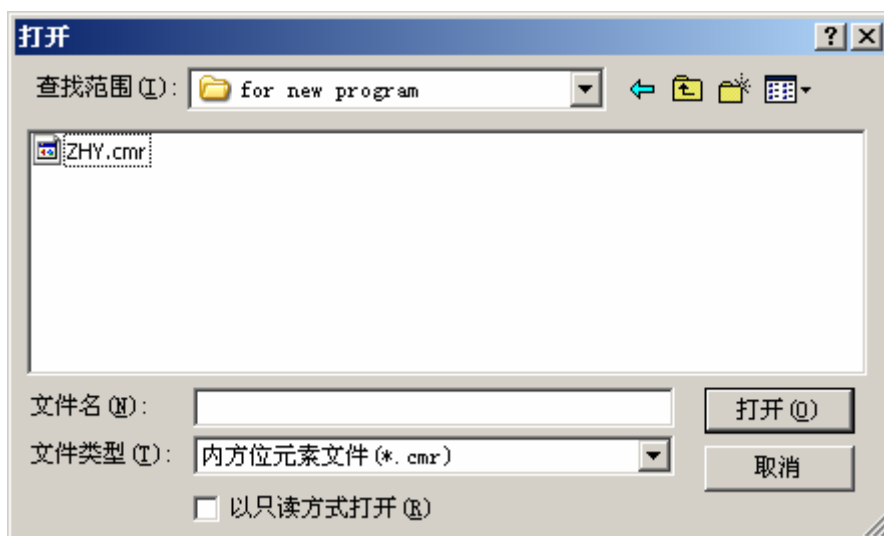 打开
查找范围(I): for new program
ZHY.cmr
文件名(N): 打开(O)
文件类型(T): 内方位元素文件(*.cmr) 取消
以只读方式打开(R)